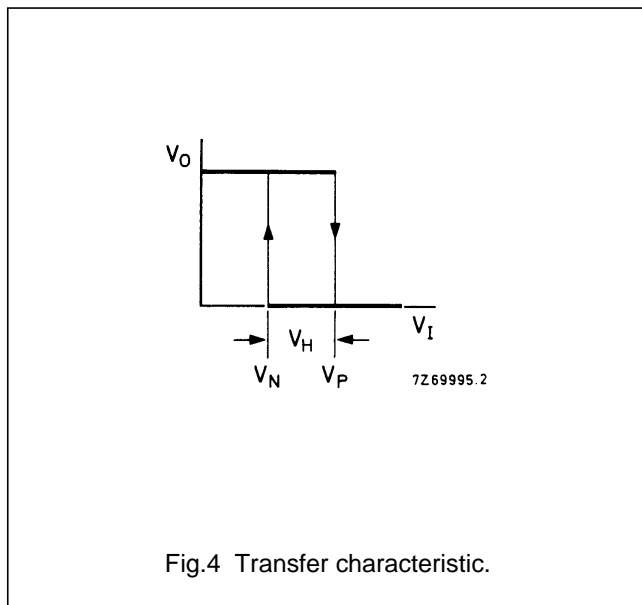 VO
VI
VH
VN VP
7Z69995.2
Fig.4 Transfer characteristic.